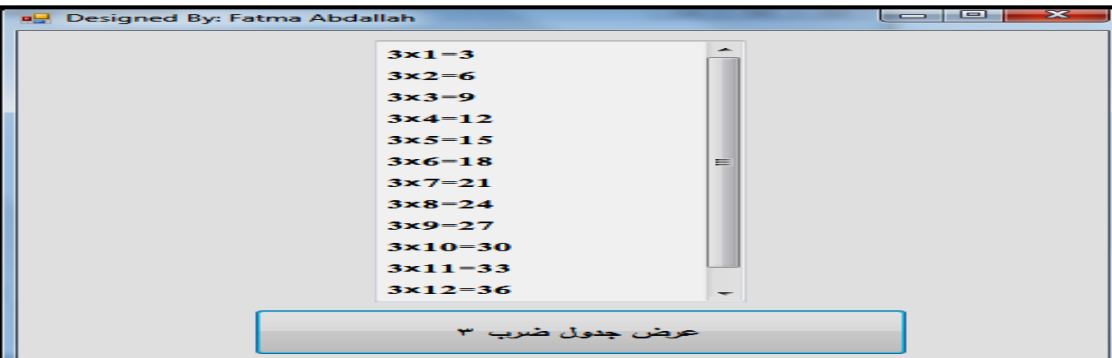 Designed By: Fatma Abdallah
3x1=3
3x2=6
3x3=9
3x4=12
3x5=15
3x6=18
3x7=21
3x8=24
3x9=27
3x10=30
3x11=33
3x12=36
عرض جدول ضرب ٣